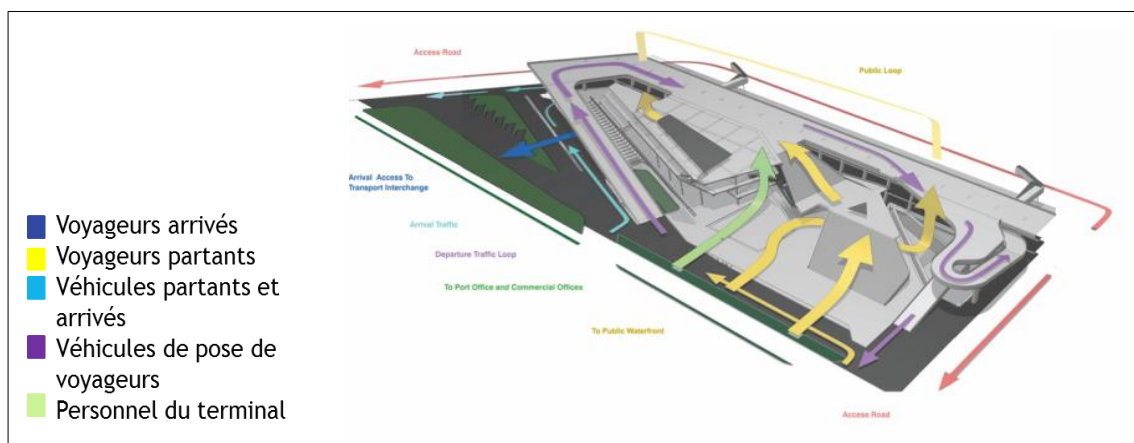 Voyageurs arrivés
Voyageurs partants
Véhicules partants et
arrivés
Véhicules de pose de
voyageurs
Personnel du terminal
Access Road
Public Loop
Arrival Access To
Transport Interchange
Arrival Traffic
Departure Traffic Loop
To Port Office and Commercial Offices
To Public Waterfront
Access Road